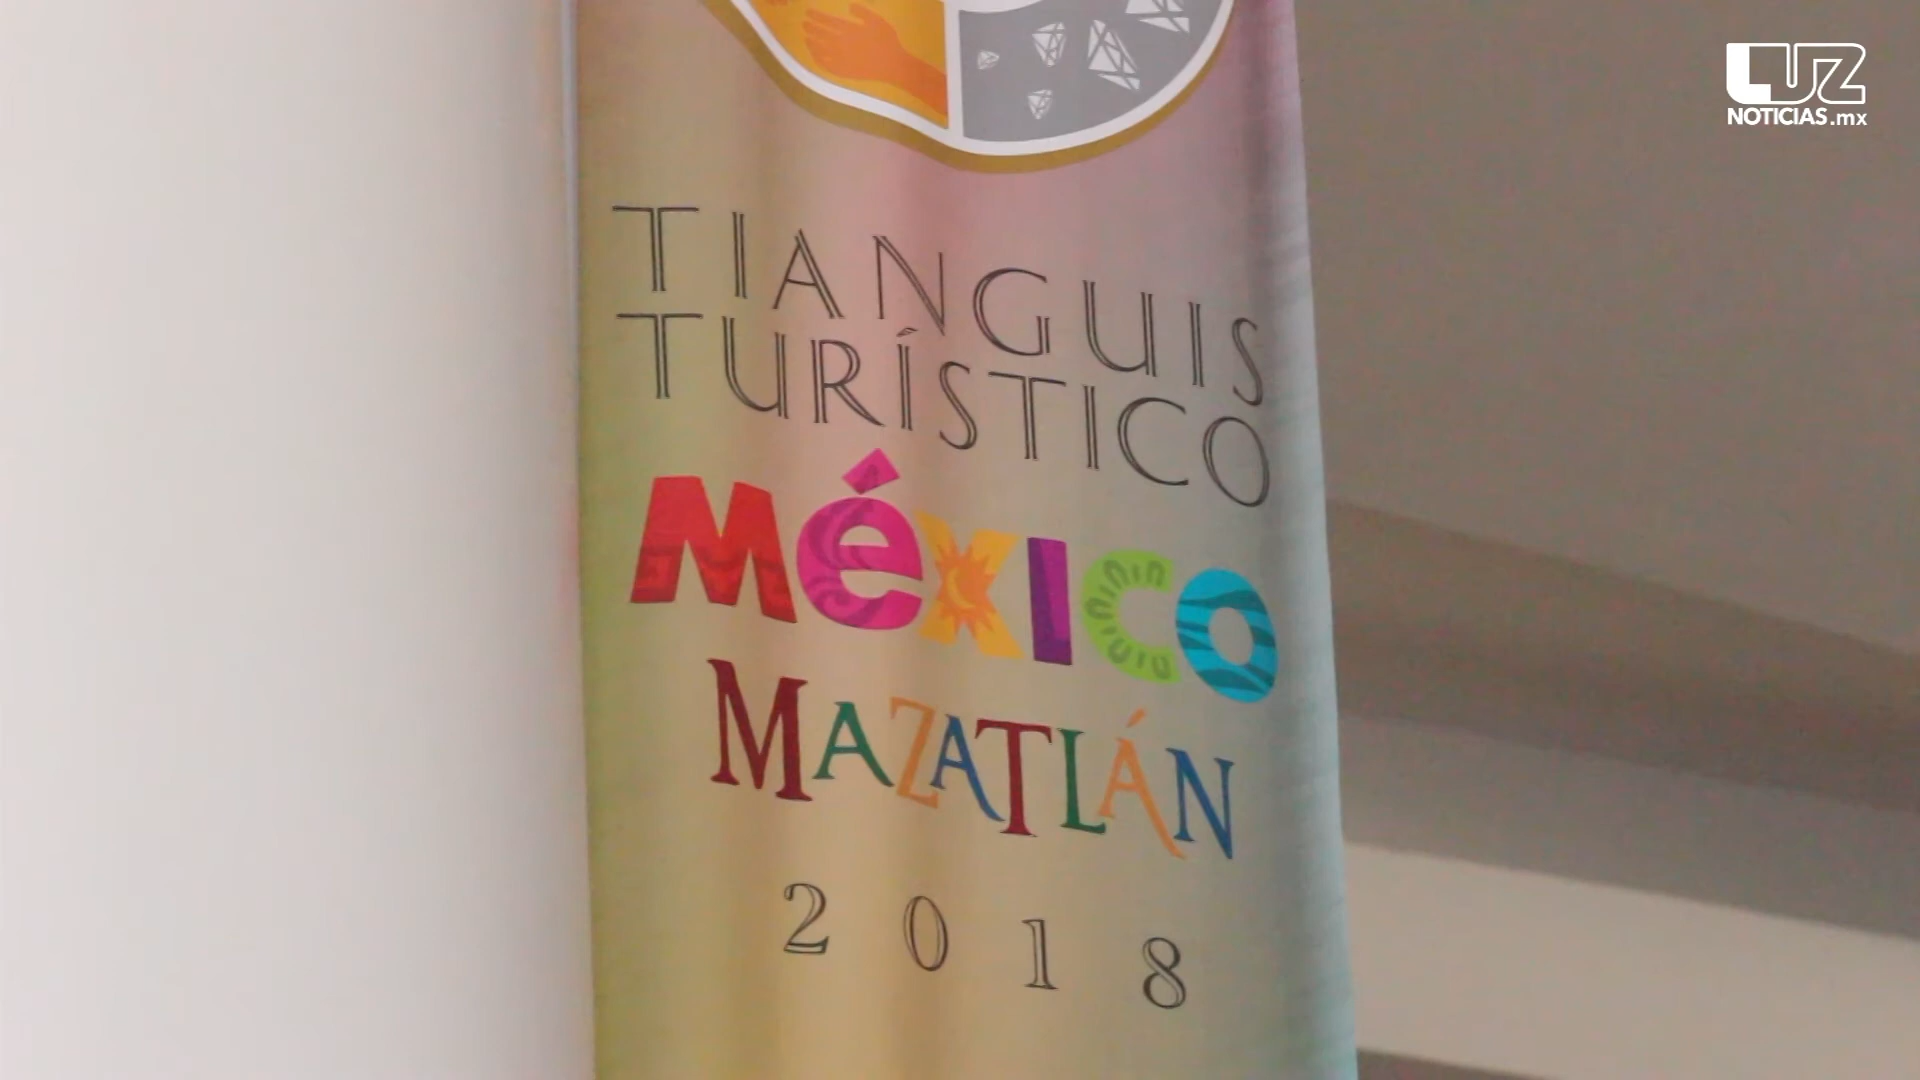 LUZ
NOTICIAS.mx
TIANGUIS
TURÍSTICO
MéxIco
MAZATLÁN
2018